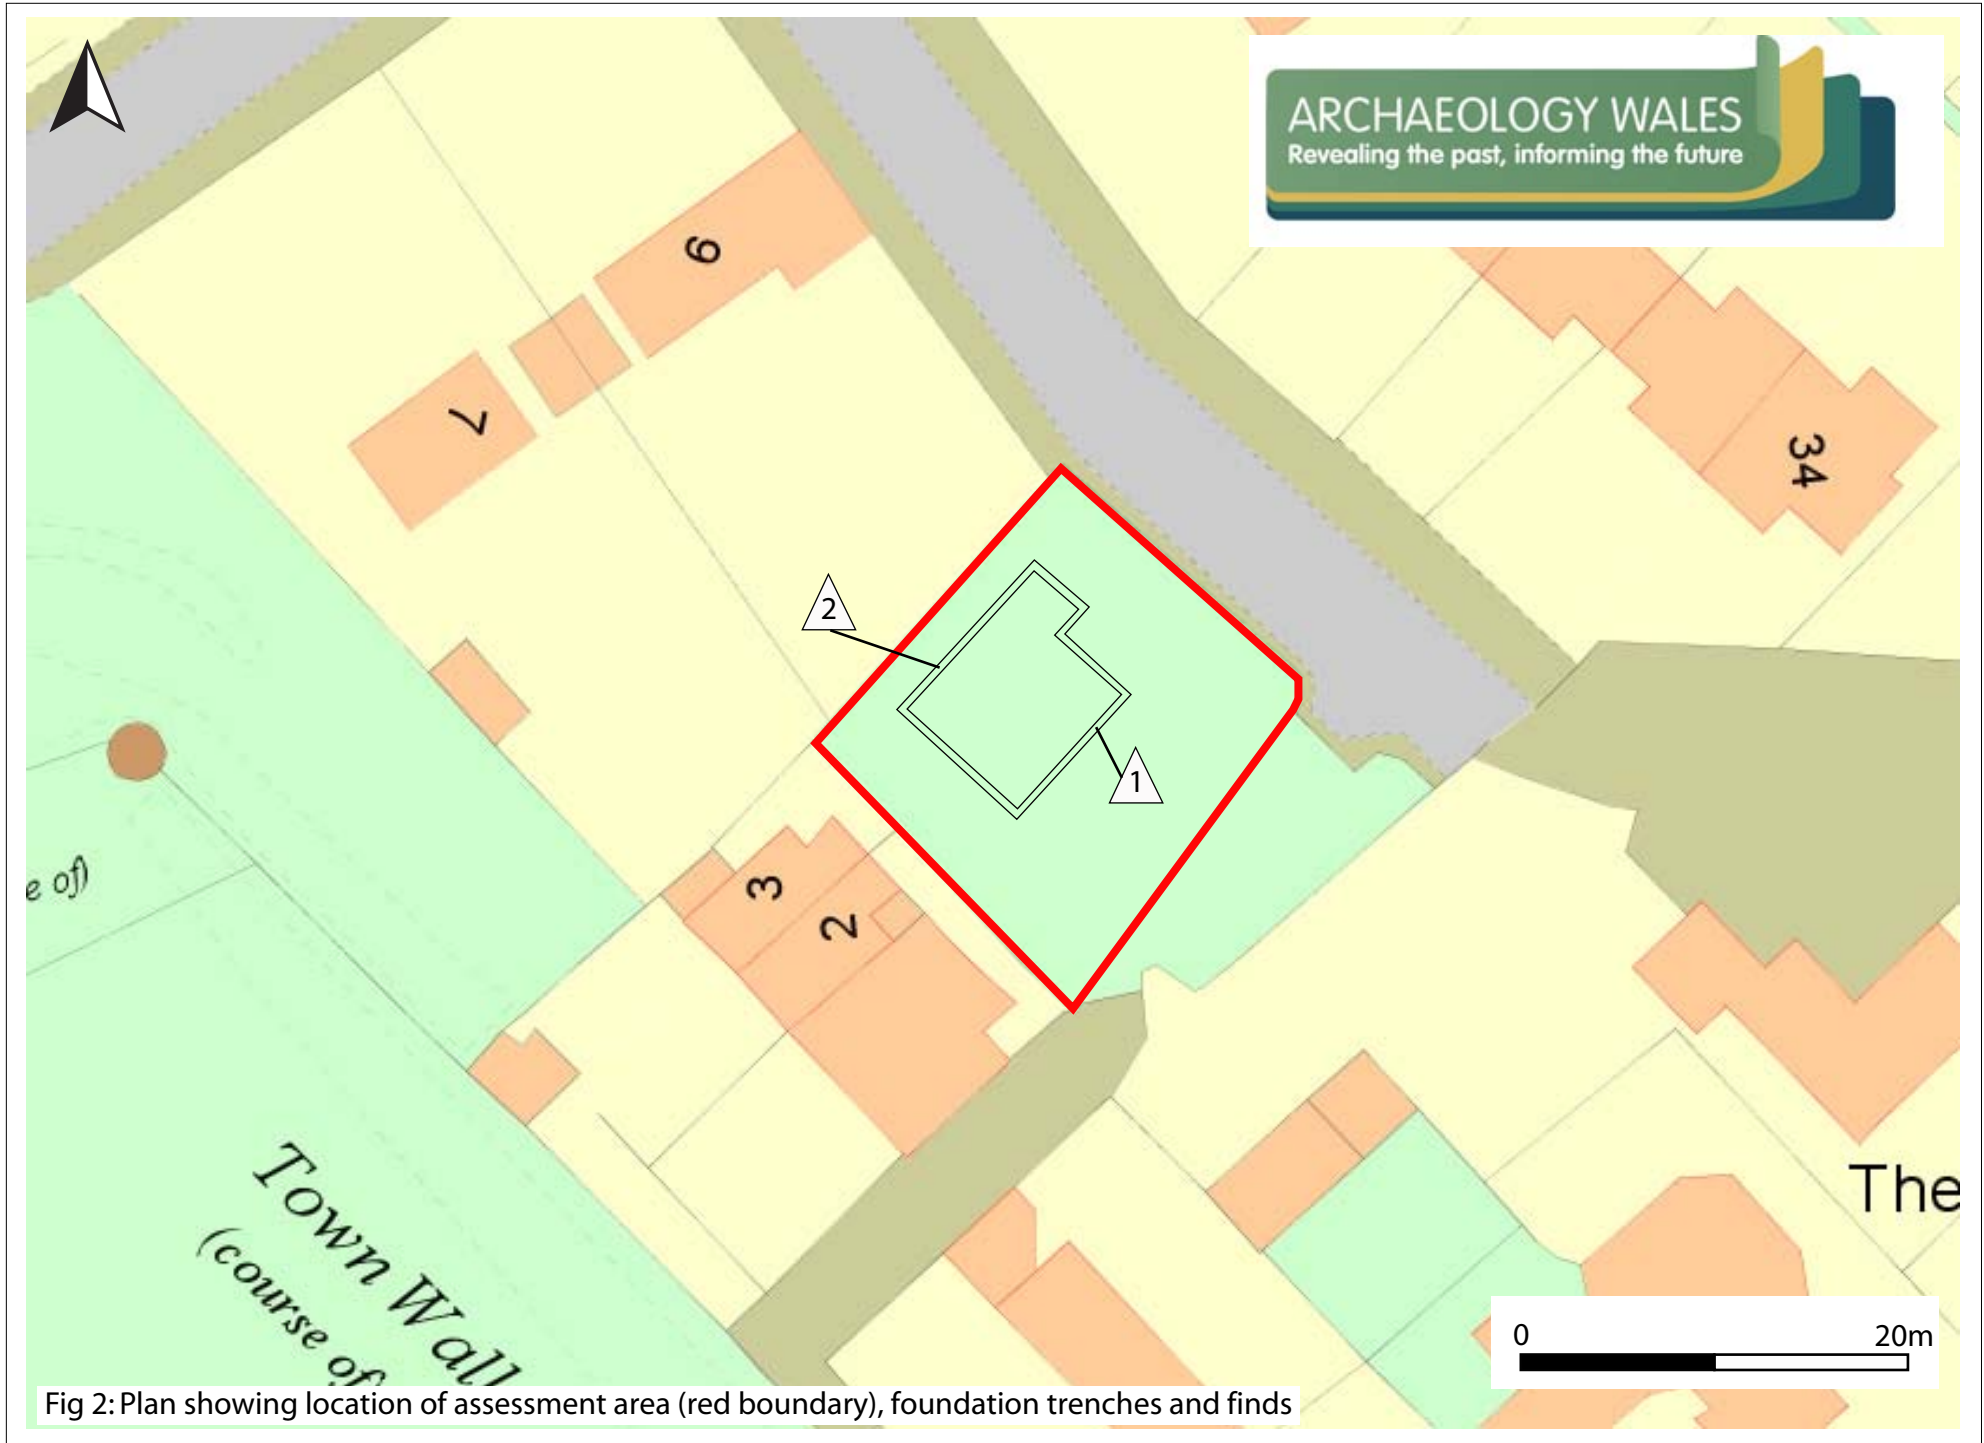 ARCHAEOLOGY WALES
Revealing the past, informing the future
9
7
34
2
1
3
2
e of)
Town Wall
(course of
The
0 20m
Fig 2: Plan showing location of assessment area (red boundary), foundation trenches and finds